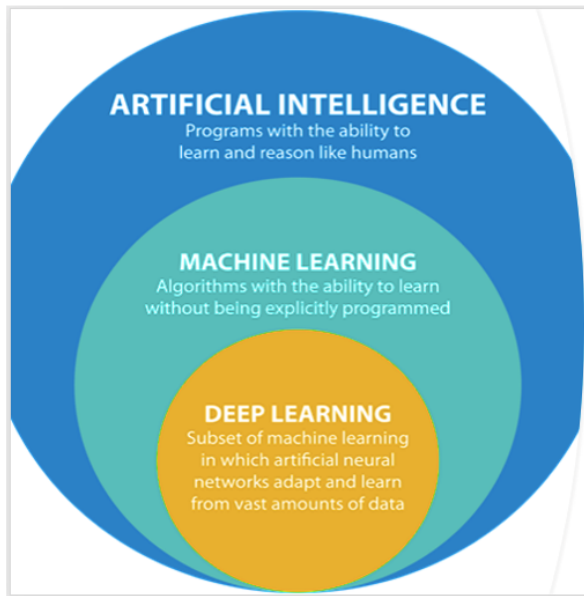 ARTIFICIAL INTELLIGENCE
Programs with the ability to
learn and reason like humans
MACHINE LEARNING
Algorithms with the ability to learn
without being explicitly programmed
DEEP LEARNING
Subset of machine learning
in which artificial neural
networks adapt and learn
from vast amounts of data